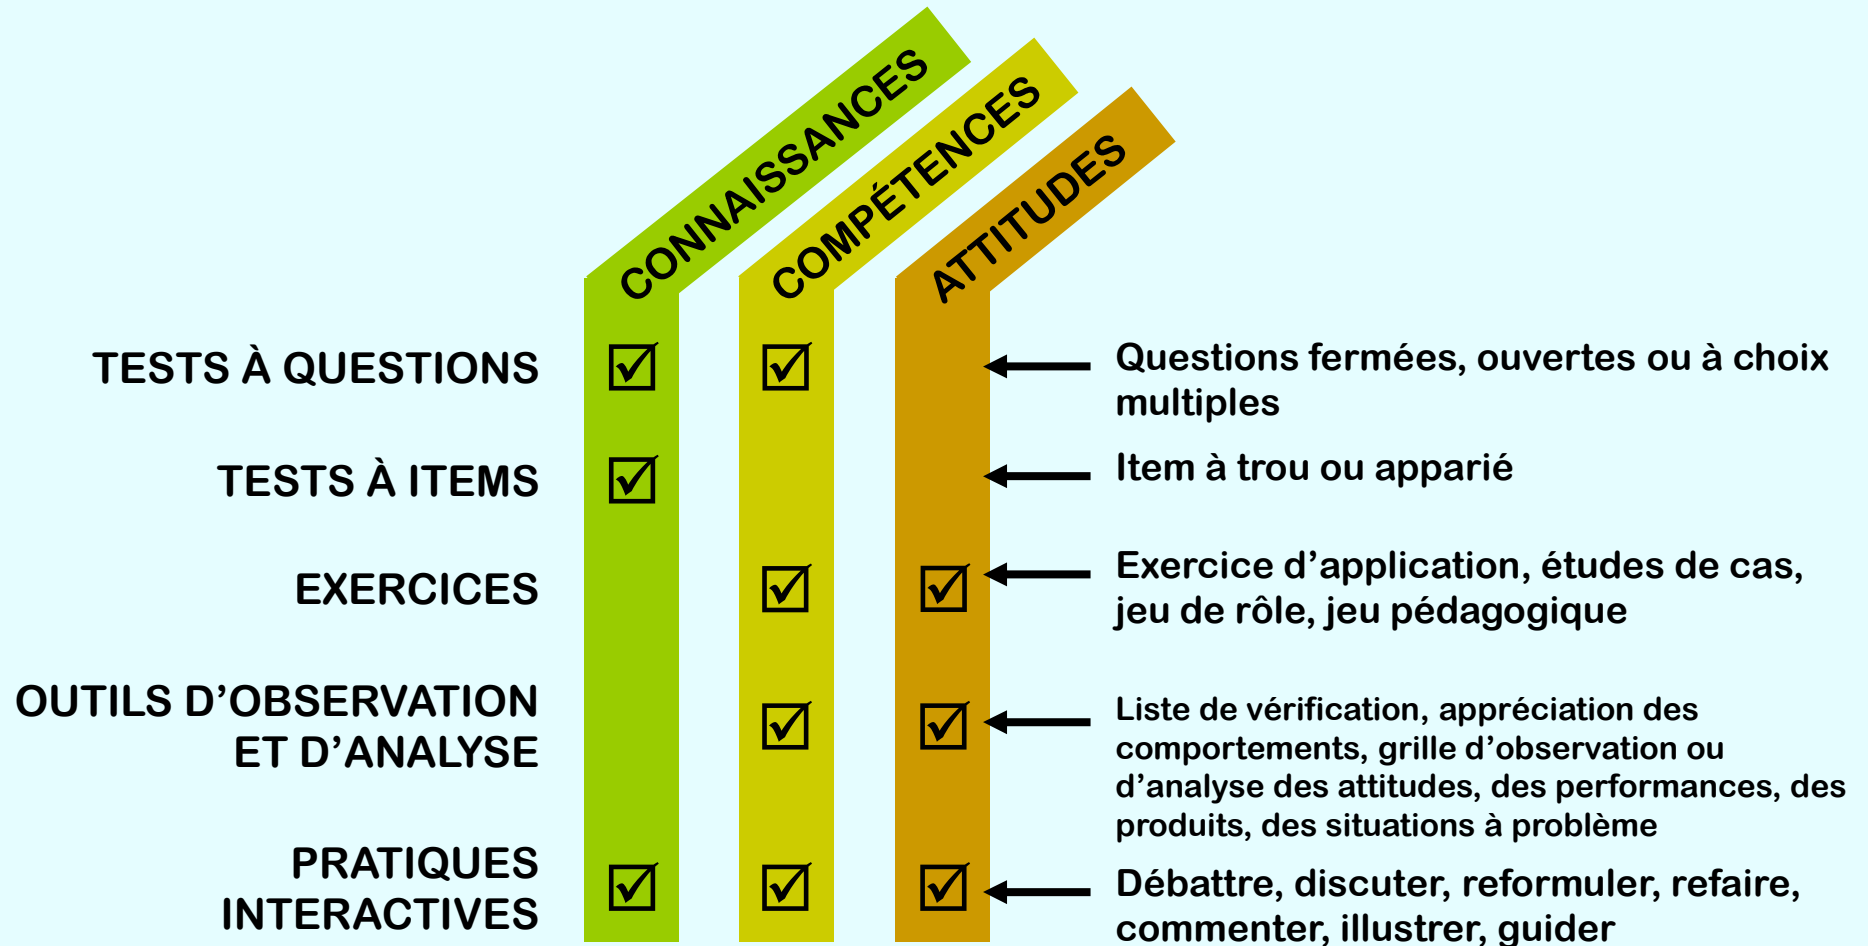 CONNAISSANCES
COMPÉTENCES
ATTITUDES
TESTS À QUESTIONS
Questions fermées, ouvertes ou à choix
multiples
TESTS À ITEMS
Item à trou ou apparié
EXERCICES
Exercice d’application, études de cas,
jeu de rôle, jeu pédagogique
OUTILS D’OBSERVATION
ET D’ANALYSE
Liste de vérification, appréciation des
comportements, grille d’observation ou
d’analyse des attitudes, des performances, des
produits, des situations à problème
PRATIQUES
INTERACTIVES
Débattre, discuter, reformuler, refaire,
commenter, illustrer, guider